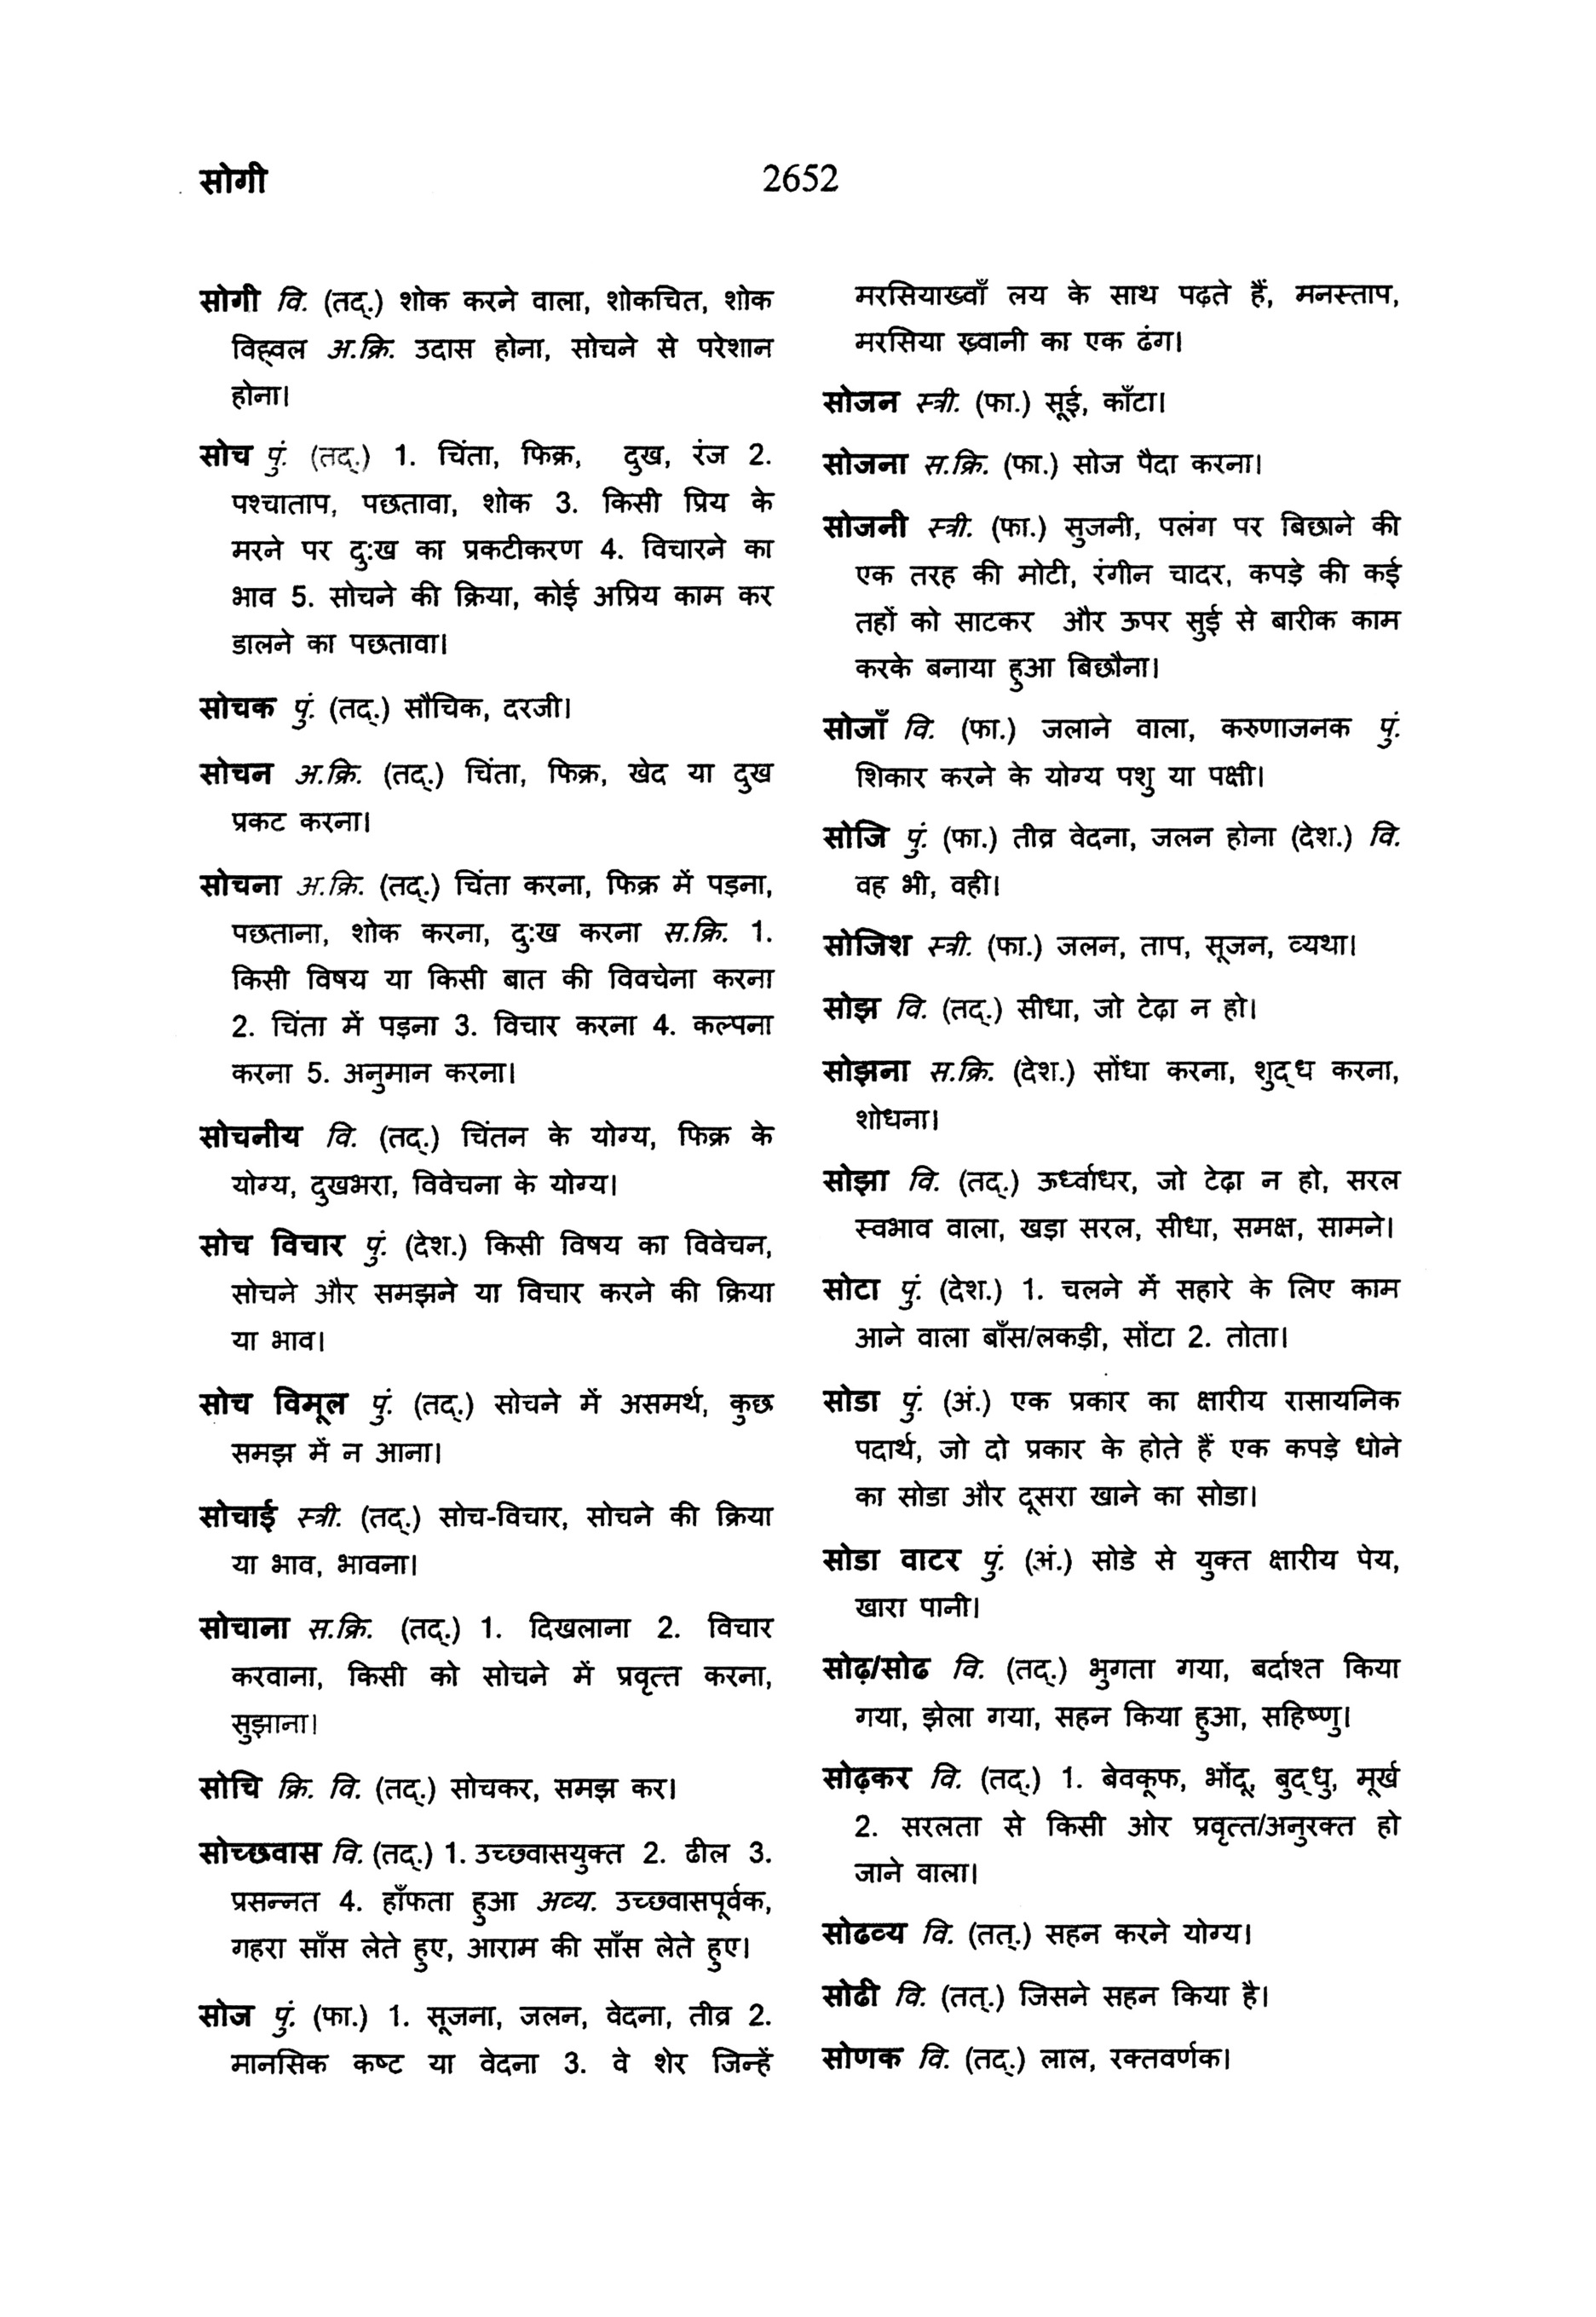 सोगी
2652
सोगी वि. (तद्.) शोक करने वाला, शोकचित, शोक
विह्वल अ.क्रि. उदास होना, सोचने से परेशान
होना।
सोच पुं. (तद्.) 1. चिंता, फिक्र, दुख, रंज 2.
पश्चाताप, पछतावा, शोक 3. किसी प्रिय के
मरने पर दु:ख का प्रकटीकरण 4. विचारने का
भाव 5. सोचने की क्रिया, कोई अप्रिय काम कर
डालने का पछतावा।
सोचक पुं. (तद्.) सौचिक, दरजी।
सोचन अ.क्रि. (तद्.) चिंता, फिक्र, खेद या दुख
प्रकट करना।
सोचना अ.क्रि. (तद्.) चिंता करना, फिक्र में पड़ना,
पछताना, शोक करना, दु:ख करना स.क्रि. 1.
किसी विषय या किसी बात की विवचेना करना
2. चिंता में पड़ना 3. विचार करना 4. कल्पना
करना 5. अनुमान करना।
सोचनीय वि. (तद्.) चिंतन के योग्य, फिक्र के
योग्य, दुखभरा, विवेचना के योग्य।
सोच विचार पुं. (देश.) किसी विषय का विवेचन,
सोचने और समझने या विचार करने की क्रिया
या भाव।
सोच विमूल पुं. (तद्.) सोचने में असमर्थ, कुछ
समझ में न आना।
सोचाई स्त्री. (तद्.) सोच-विचार, सोचने की क्रिया
या भाव, भावना।
सोचाना स.क्रि. (तद्.) 1. दिखलाना 2. विचार
करवाना, किसी को सोचने में प्रवृत्त करना,
सुझाना।
सोचि क्रि. वि. (तद्.) सोचकर, समझ कर।
सोच्छवास वि. (तद्.) 1. उच्छवासयुक्त 2. ढील 3.
प्रसन्नत 4. हाँफता हुआ अव्य. उच्छवासपूर्वक,
गहरा साँस लेते हुए, आराम की साँस लेते हुए।
सोज पुं. (फा.) 1. सूजना, जलन, वेदना, तीव्र 2.
मानसिक कष्ट या वेदना 3. वे शेर जिन्हें
मरसियाख्वाँ लय के साथ पढ़ते हैं, मनस्ताप,
मरसिया ख़्वानी का एक ढंग।
सोजन स्त्री. (फा.) सूई, काँटा।
सोजना स.क्रि. (फा.) सोज पैदा करना।
सोजनी स्त्री. (फा.) सुजनी, पलंग पर बिछाने की
एक तरह की मोटी, रंगीन चादर, कपड़े की कई
तहों को साटकर और ऊपर सुई से बारीक काम
करके बनाया हुआ बिछौना।
सोजाँ वि. (फा.) जलाने वाला, करुणाजनक पुं.
शिकार करने के योग्य पशु या पक्षी।
सोजि पुं. (फा.) तीव्र वेदना, जलन होना (देश.) वि.
वह भी, वही।
सोजिश स्त्री. (फा.) जलन, ताप, सूजन, व्यथा।
सोझ वि. (तद्.) सीधा, जो टेढ़ा न हो।
सोझना स.क्रि. (देश.) सोंधा करना, शुद्ध करना,
शोधना।
सोझा वि. (तद्.) ऊर्ध्वाधर, जो टेढ़ा न हो, सरल
स्वभाव वाला, खड़ा सरल, सीधा, समक्ष, सामने।
सोटा पुं. (देश.) 1. चलने में सहारे के लिए काम
आने वाला बाँस/लकड़ी, सोंटा 2. तोता।
सोडा पुं. (अं.) एक प्रकार का क्षारीय रासायनिक
पदार्थ, जो दो प्रकार के होते हैं एक कपड़े धोने
का सोडा और दूसरा खाने का सोडा।
सोडा वाटर पुं. (अं.) सोडे से युक्त क्षारीय पेय,
खारा पानी।
सोढ़/सोढ वि. (तद्.) भुगता गया, बर्दाश्त किया
गया, झेला गया, सहन किया हुआ, सहिष्णु।
सोढ़कर वि. (तद्.) 1. बेवकूफ, भोंदू, बुद्धु, मूर्ख
2. सरलता से किसी ओर प्रवृत्त/अनुरक्त हो
जाने वाला।
सोढव्य वि. (तत्.) सहन करने योग्य।
सोढी वि. (तत्.) जिसने सहन किया है।
सोणक वि. (तद्.) लाल, रक्तवर्णक।